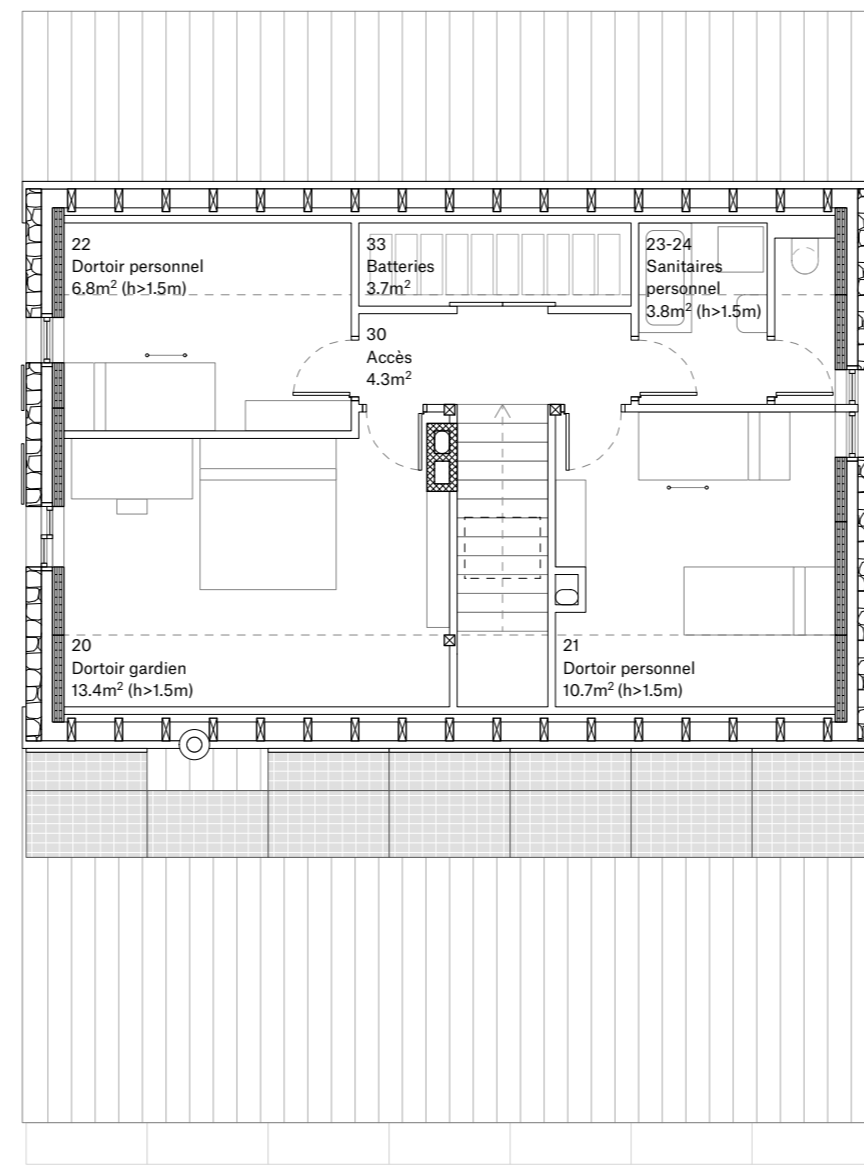 22
Dortoir personnel
6.8m² (h>1.5m)
33
Batteries
3.7m²
23-24
Sanitaires
personnel
3.8m² (h>1.5m)
30
Accès
4.3m²
20
Dortoir gardien
13.4m² (h>1.5m)
21
Dortoir personnel
10.7m² (h>1.5m)